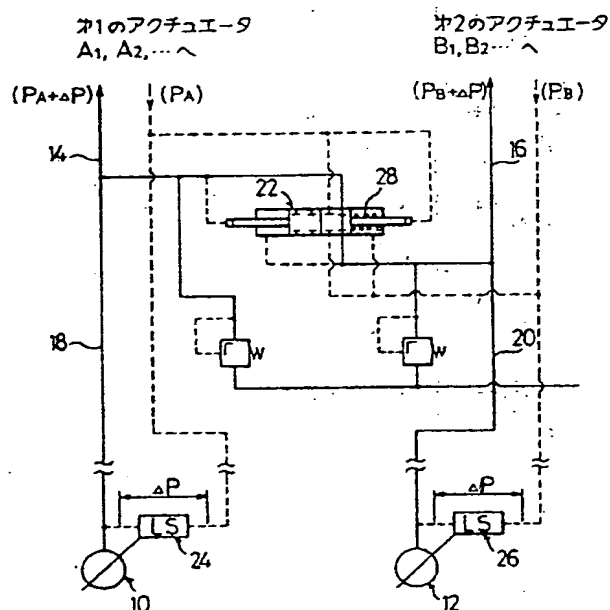 才1のアクチュエータ
A1, A2, … へ
才2のアクチュエータ
B1, B2 … へ
(PA+ΔP)
(PA)
(PB+ΔP)
(PB)
14
16
22
28
18
W
W
20
ΔP
ΔP
LS
LS
24
26
10
12